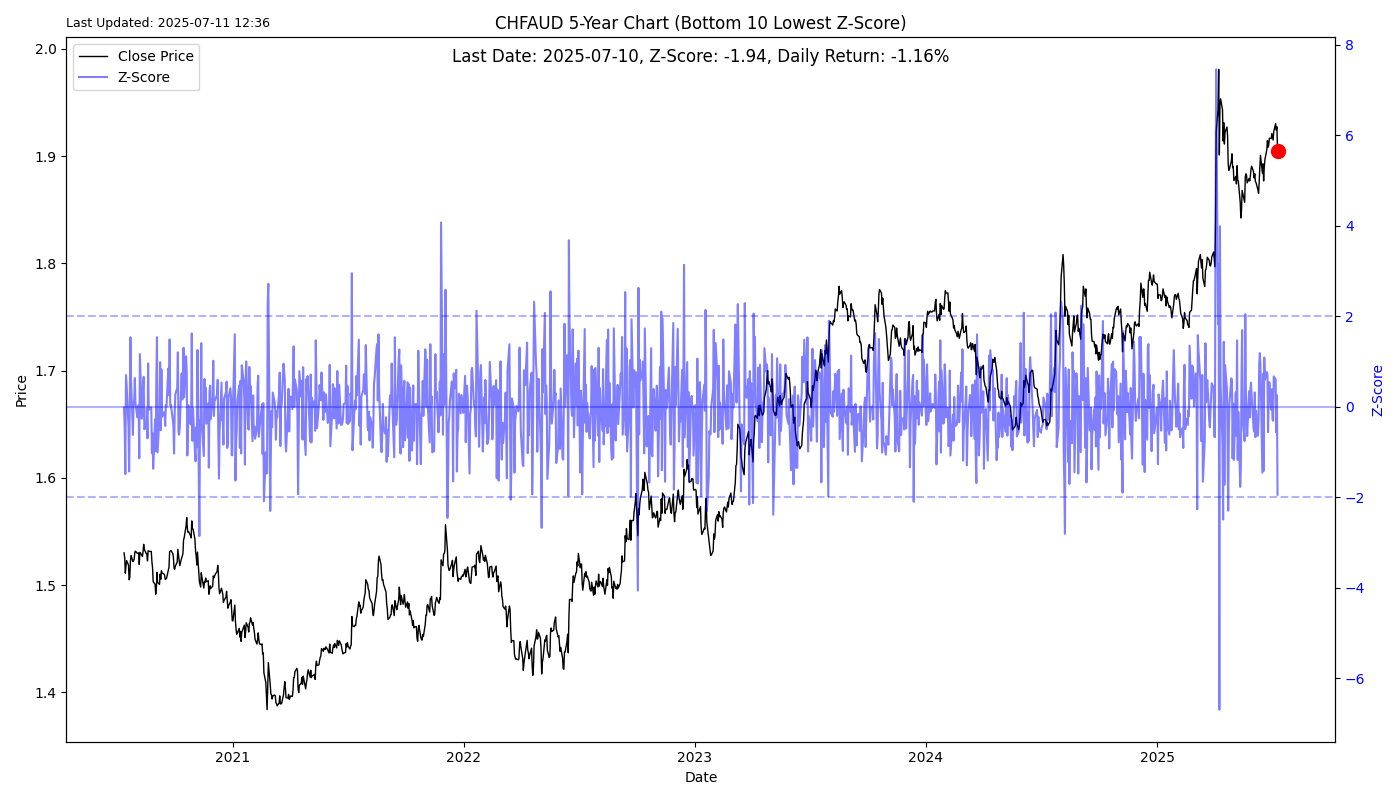 Last Updated: 2025-07-11 12:36
CHFAUD 5-Year Chart (Bottom 10 Lowest Z-Score)
Last Date: 2025-07-10, Z-Score: -1.94, Daily Return: -1.16%
Close Price
Z-Score
2.0
1.9
1.8
1.7
1.6
1.5
1.4
Price
8
6
4
2
0
−2
−4
−6
Z-Score
2021
2022
2023
2024
2025
Date